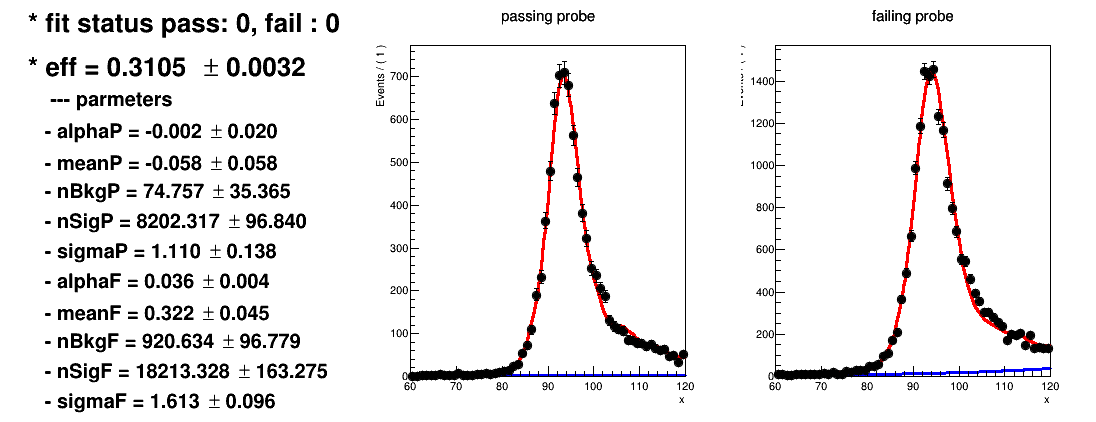 * fit status pass: 0, fail : 0
* eff = 0.3105 ± 0.0032
--- parmeters
- alphaP = -0.002 ± 0.020
- meanP = -0.058 ± 0.058
- nBkgP = 74.757 ± 35.365
- nSigP = 8202.317 ± 96.840
- sigmaP = 1.110 ± 0.138
- alphaF = 0.036 ± 0.004
- meanF = 0.322 ± 0.045
- nBkgF = 920.634 ± 96.779
- nSigF = 18213.328 ± 163.275
- sigmaF = 1.613 ± 0.096
passing probe
Events / ( 1 )
700
600
500
400
300
200
100
0
60 70 80 90 100 110 120
x
failing probe
1400
1200
1000
800
600
400
200
0
60 70 80 90 100 110 120
x